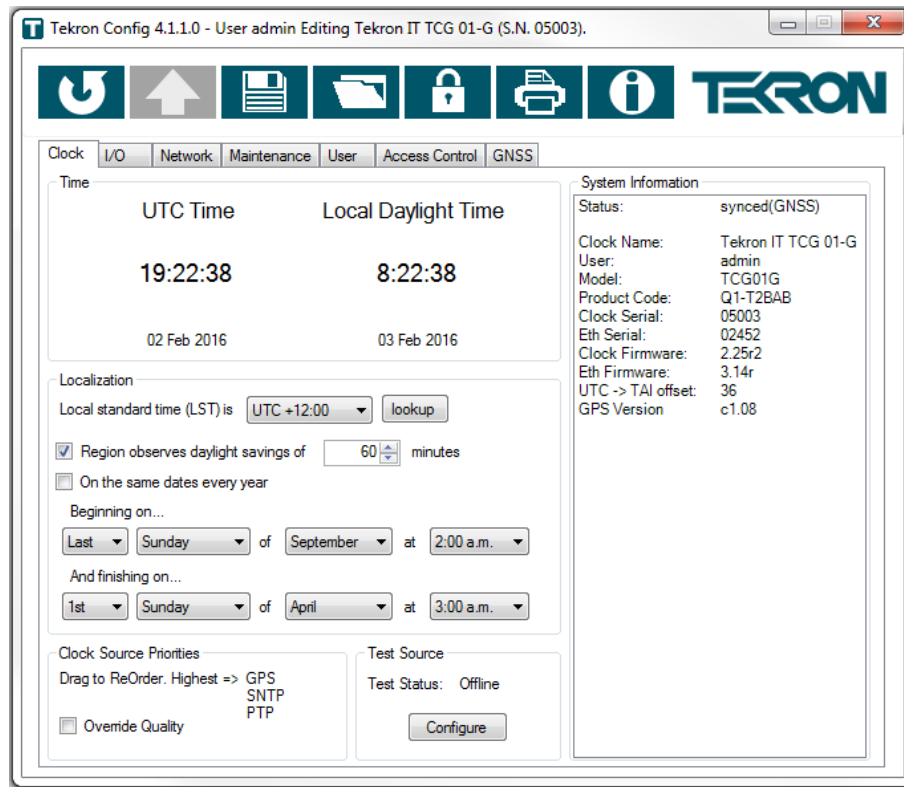 Tekron Config 4.1.1.0 - User admin Editing Tekron IT TCG 01-G (S.N. 05003).
TEKRON
Clock I/O Network Maintenance User Access Control GNSS
Time
UTC Time Local Daylight Time
19:22:38 8:22:38
02 Feb 2016 03 Feb 2016
Localization
Local standard time (LST) is UTC +12:00 lookup
Region observes daylight savings of 60 minutes
On the same dates every year
Beginning on...
Last Sunday of September at 2:00 a.m.
And finishing on...
1st Sunday of April at 3:00 a.m.
Clock Source Priorities
Drag to ReOrder. Highest => GPS
SNTP
PTP
Override Quality
Test Source
Test Status: Offline
Configure
System Information
Status: synced(GNSS)
Clock Name: Tekron IT TCG 01-G
User: admin
Model: TCG01G
Product Code: Q1-T2BAB
Clock Serial: 05003
Eth Serial: 02452
Clock Firmware: 2.25r2
Eth Firmware: 3.14r
UTC -> TAI offset: 36
GPS Version c1.08